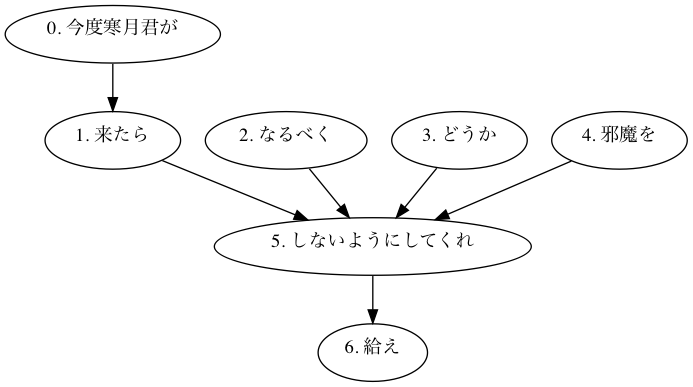 0. 今度寒月君が
1. 来たら
2. なるべく
3. どうか
4. 邪魔を
5. しないようにしてくれ
6. 給え